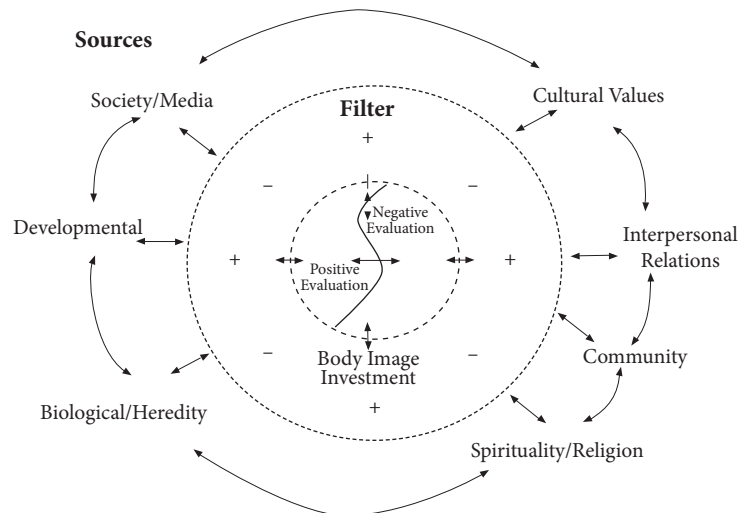 Sources
Society/Media
Cultural Values
Filter
+
–
–
Negative
Evaluation
Developmental
Interpersonal
Relations
+
+
Positive
Evaluation
–
–
Body Image
Investment
Community
Biological/Heredity
+
Spirituality/Religion